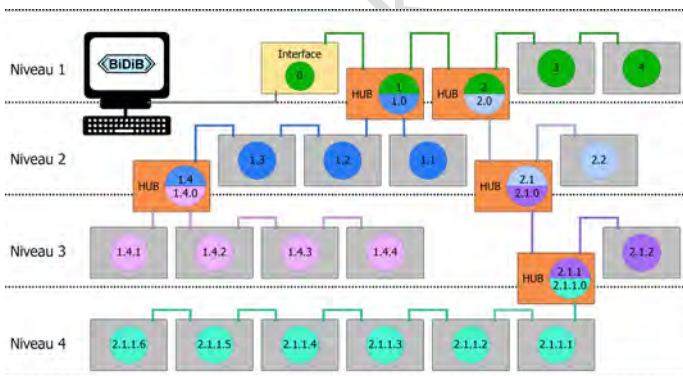 Niveau 1
BiDiB
Interface
0
HUB
1
1.0
HUB
2
2.0
3
4
Niveau 2
HUB
1.4
1.4.0
1.3
1.2
1.1
HUB
2.1
2.1.0
2.2
Niveau 3
1.4.1
1.4.2
1.4.3
1.4.4
HUB
2.1.1
2.1.1.0
2.1.2
Niveau 4
2.1.1.6
2.1.1.5
2.1.1.4
2.1.1.3
2.1.1.2
2.1.1.1